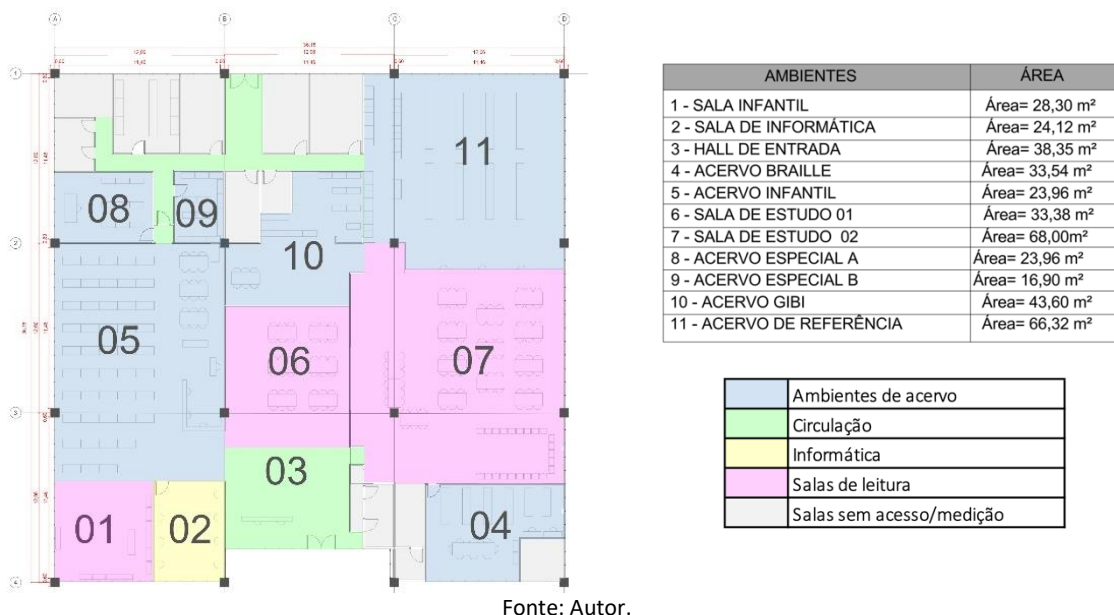 A
B
C
D
1
2
3
4
11
08
09
10
05
06
07
03
01
02
04
AMBIENTES ÁREA
1 - SALA INFANTIL Área= 28,30 m²
2 - SALA DE INFORMÁTICA Área= 24,12 m²
3 - HALL DE ENTRADA Área= 38,35 m²
4 - ACERVO BRAILLE Área= 33,54 m²
5 - ACERVO INFANTIL Área= 23,96 m²
6 - SALA DE ESTUDO 01 Área= 33,38 m²
7 - SALA DE ESTUDO 02 Área= 68,00m²
8 - ACERVO ESPECIAL A Área= 23,96 m²
9 - ACERVO ESPECIAL B Área= 16,90 m²
10 - ACERVO GIBI Área= 43,60 m²
11 - ACERVO DE REFERÊNCIA Área= 66,32 m²
Ambientes de acervo
Circulação
Informática
Salas de leitura
Salas sem acesso/medição
Fonte: Autor.